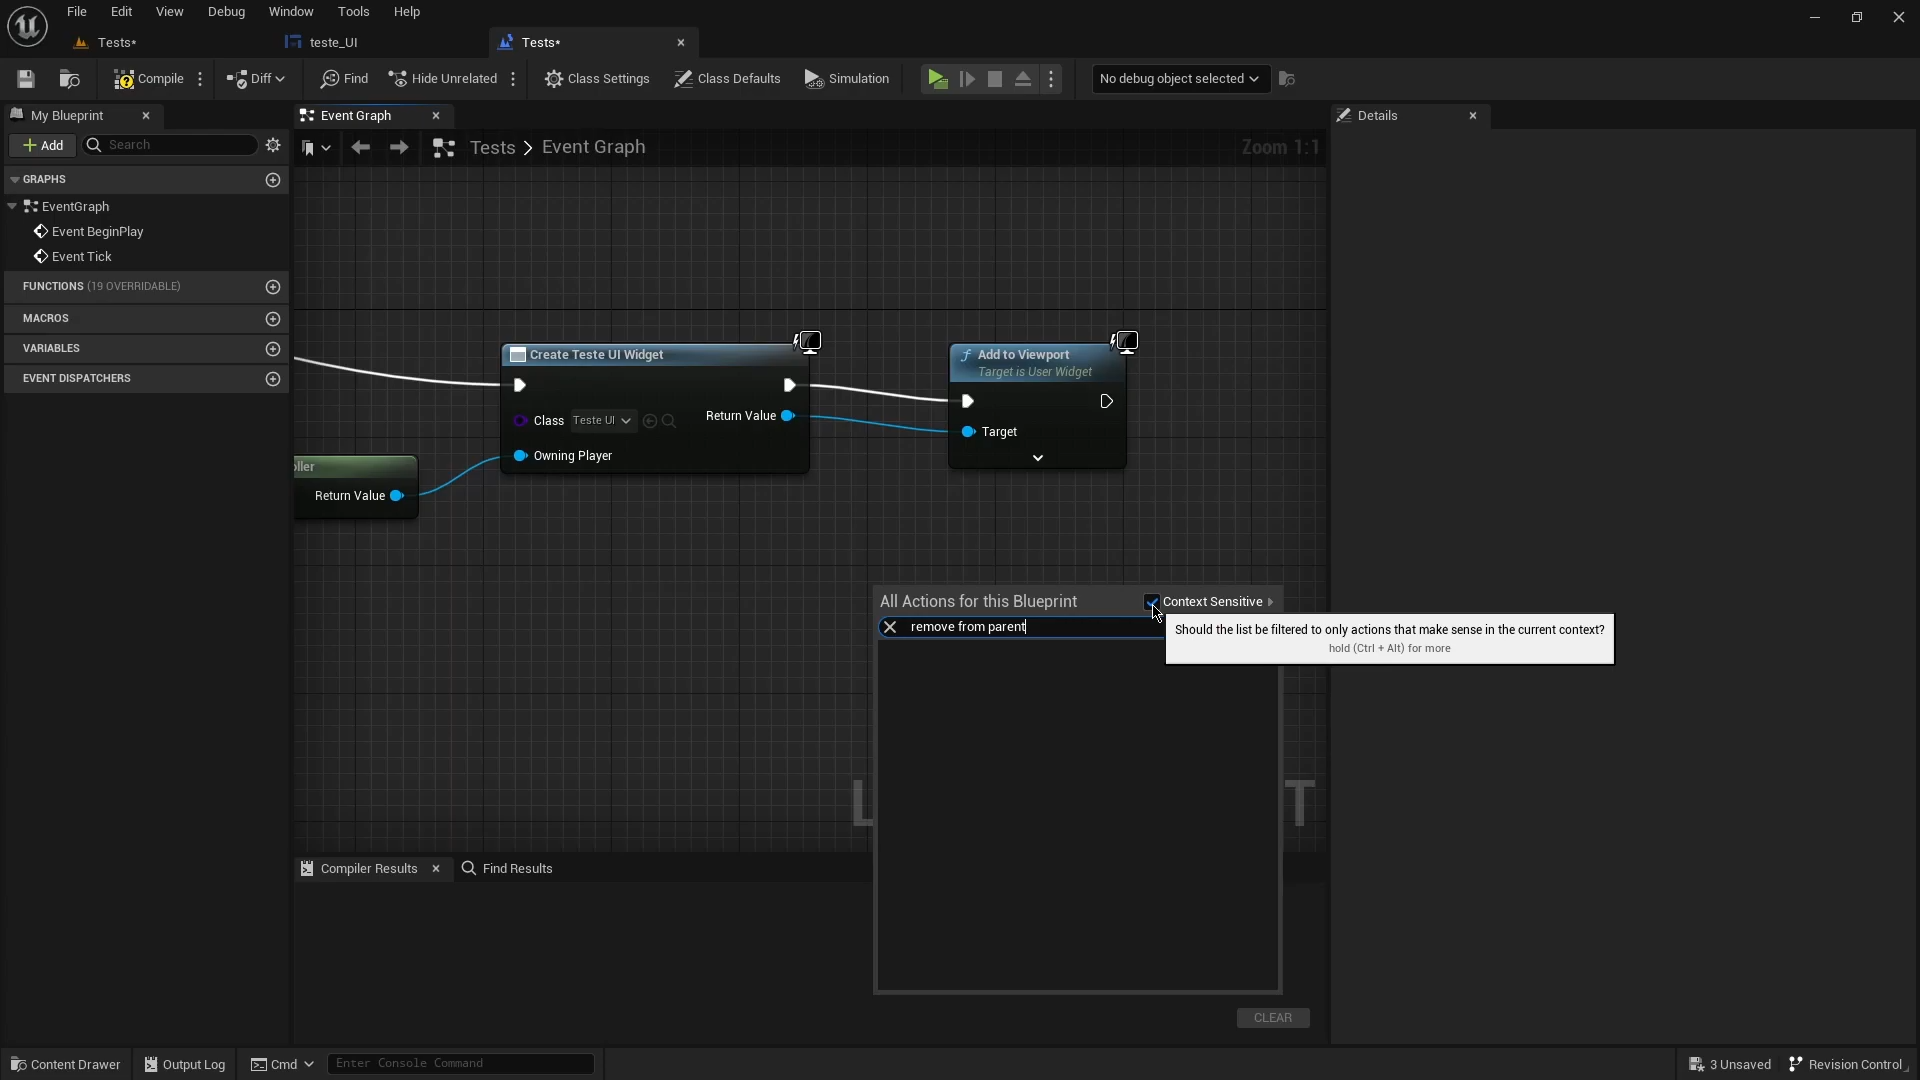 File Edit View Debug Window Tools Help
Tests* teste_UI Tests*
Compile Diff Find Hide Unrelated Class Settings Class Defaults Simulation No debug object selected
My Blueprint Event Graph Details
Add Search Tests > Event Graph Zoom 1:1
GRAPHS
EventGraph
Event BeginPlay
Event Tick
FUNCTIONS (19 OVERRIDABLE)
MACROS
VARIABLES
EVENT DISPATCHERS
Create Teste UI Widget
Class Teste UI Return Value
Owning Player
Add to Viewport
Target is User Widget
Target
Return Value
All Actions for this Blueprint Context Sensitive
remove from parent
Should the list be filtered to only actions that make sense in the current context?
hold (Ctrl + Alt) for more
Compiler Results Find Results
CLEAR
Content Drawer Output Log Cmd Enter Console Command 3 Unsaved Revision Control